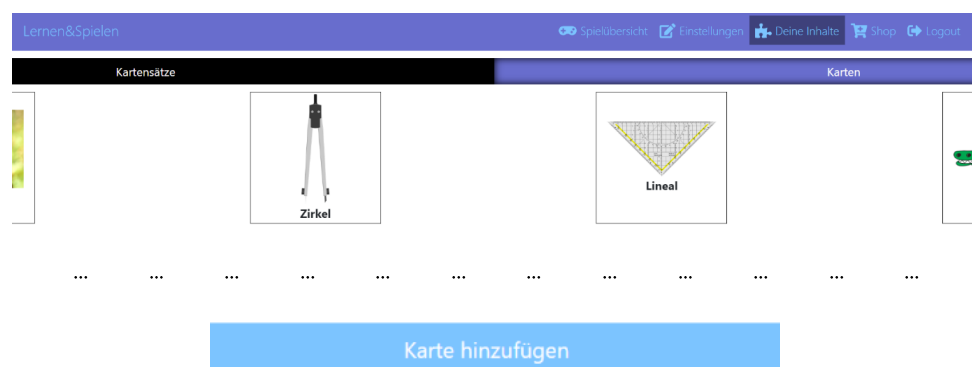 Lernen&Spielen Spielübersicht Einstellungen Deine Inhalte Shop Logout
Kartensätze Karten
Lineal
Zirkel
... ... ... ... ... ... ... ... ... ... ... ...
Karte hinzufügen